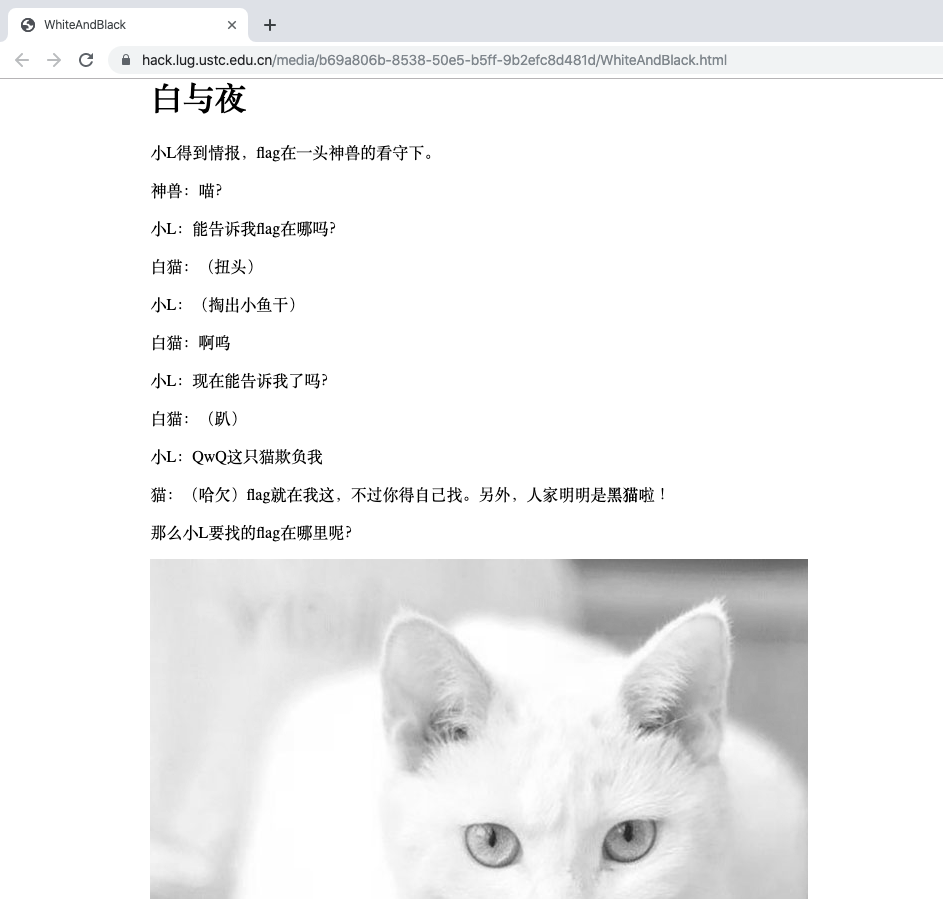 WhiteAndBlack
hack.lug.ustc.edu.cn/media/b69a806b-8538-50e5-b5ff-9b2efc8d481d/WhiteAndBlack.html
白与夜
小L得到情报，flag在一头神兽的看守下。
神兽：喵?
小L：能告诉我flag在哪吗?
白猫：（扭头）
小L：（掏出小鱼干）
白猫：啊呜
小L：现在能告诉我了吗?
白猫：（趴）
小L：QwQ这只猫欺负我
猫：（哈欠）flag就在我这，不过你得自己找。另外，人家明明是黑猫啦！
那么小L要找的flag在哪里呢?